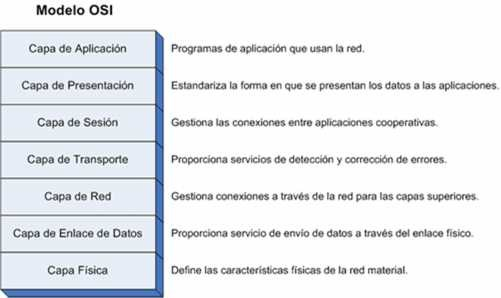 Modelo OSI
Capa de Aplicación Programas de aplicación que usan la red.
Capa de Presentación Estandariza la forma en que se presentan los datos a las aplicaciones.
Capa de Sesión Gestiona las conexiones entre aplicaciones cooperativas.
Capa de Transporte Proporciona servicios de detección y corrección de errores.
Capa de Red Gestiona conexiones a través de la red para las capas superiores.
Capa de Enlace de Datos Proporciona servicio de envío de datos a través del enlace físico.
Capa Física Define las características físicas de la red material.